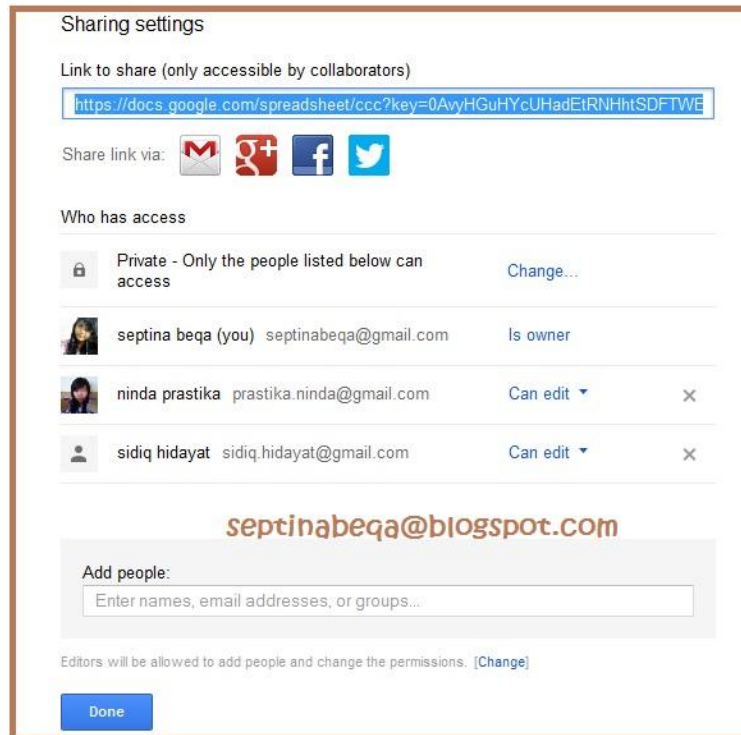 Sharing settings
Link to share (only accessible by collaborators)
https://docs.google.com/spreadsheet/ccc?key=0AvyHGuHYcUHadEtRNHhtSDFTWE
Share link via:
Who has access
Private - Only the people listed below can
access
Change...
septina beqa (you) septinabeqa@gmail.com Is owner
ninda prastika prastika.ninda@gmail.com Can edit
sidiq hidayat sidiq.hidayat@gmail.com Can edit
septinabeqa@blogspot.com
Add people:
Enter names, email addresses, or groups...
Editors will be allowed to add people and change the permissions. [Change]
Done